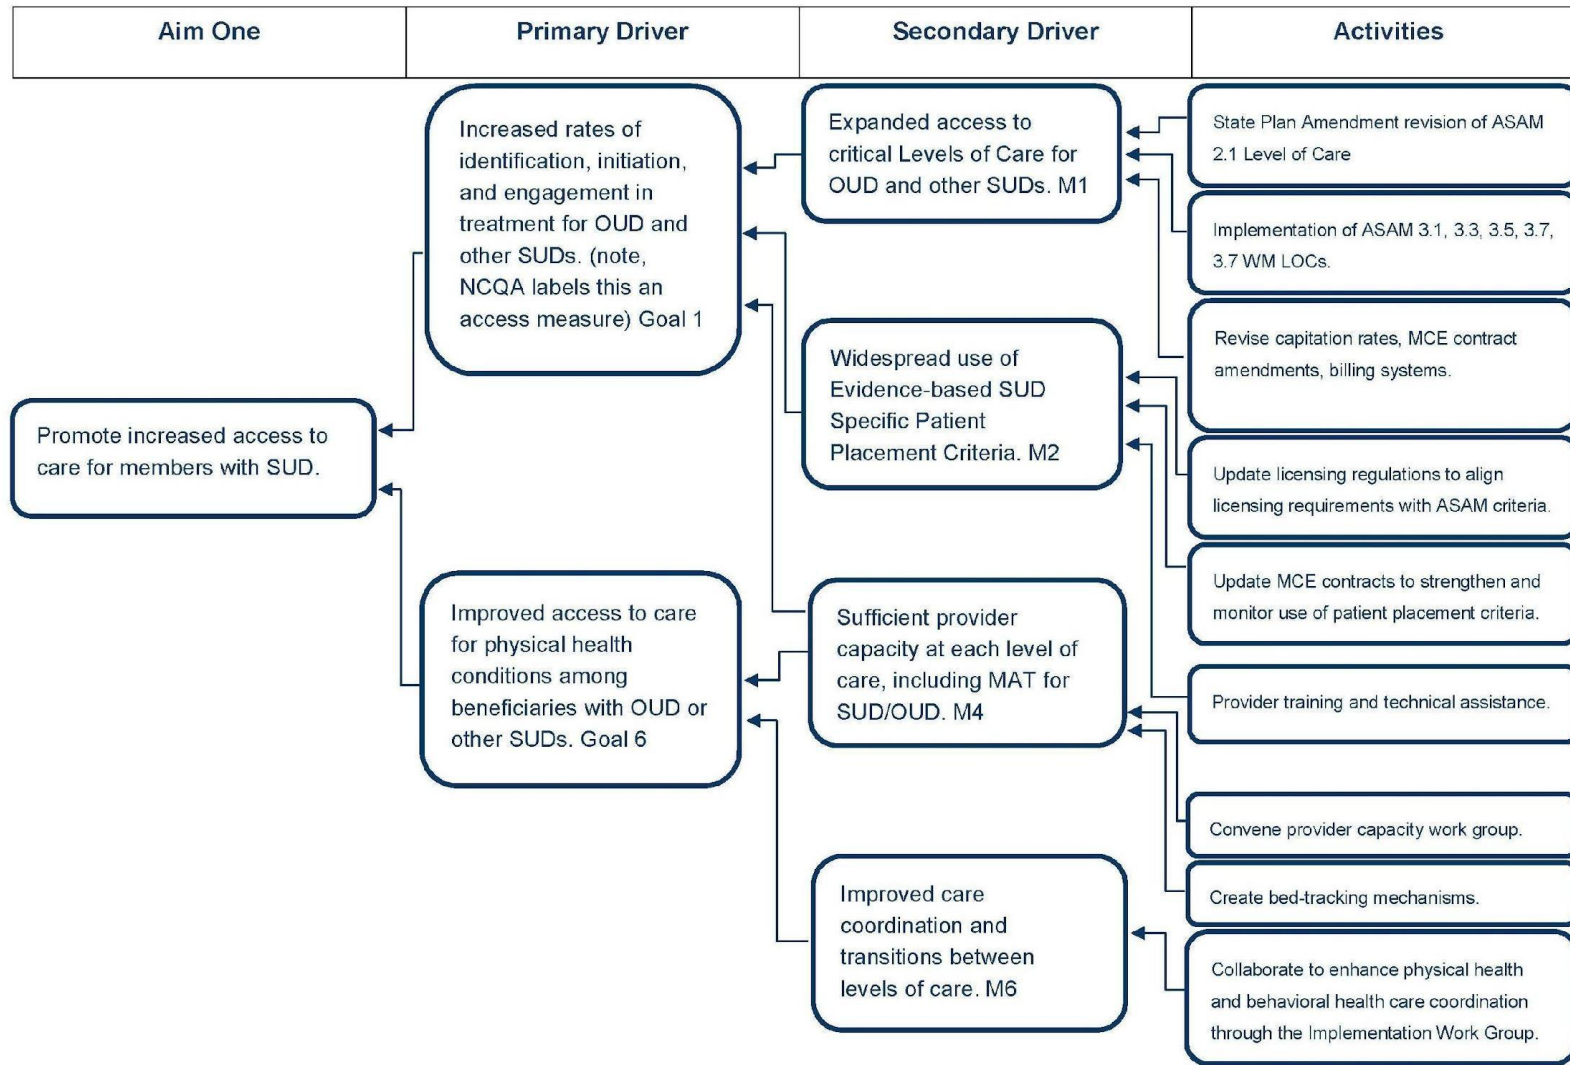 Aim One
Primary Driver
Secondary Driver
Activities
Promote increased access to
care for members with SUD.
Increased rates of
identification, initiation,
and engagement in
treatment for OUD and
other SUDs. (note,
NCQA labels this an
access measure) Goal 1
Improved access to care
for physical health
conditions among
beneficiaries with OUD or
other SUDs. Goal 6
Expanded access to
critical Levels of Care for
OUD and other SUDs. M1
Widespread use of
Evidence-based SUD
Specific Patient
Placement Criteria. M2
Sufficient provider
capacity at each level of
care, including MAT for
SUD/OUD. M4
Improved care
coordination and
transitions between
levels of care. M6
State Plan Amendment revision of ASAM
2.1 Level of Care
Implementation of ASAM 3.1, 3.3, 3.5, 3.7,
3.7 WM LOCs.
Revise capitation rates, MCE contract
amendments, billing systems.
Update licensing regulations to align
licensing requirements with ASAM criteria.
Update MCE contracts to strengthen and
monitor use of patient placement criteria.
Provider training and technical assistance.
Convene provider capacity work group.
Create bed-tracking mechanisms.
Collaborate to enhance physical health
and behavioral health care coordination
through the Implementation Work Group.